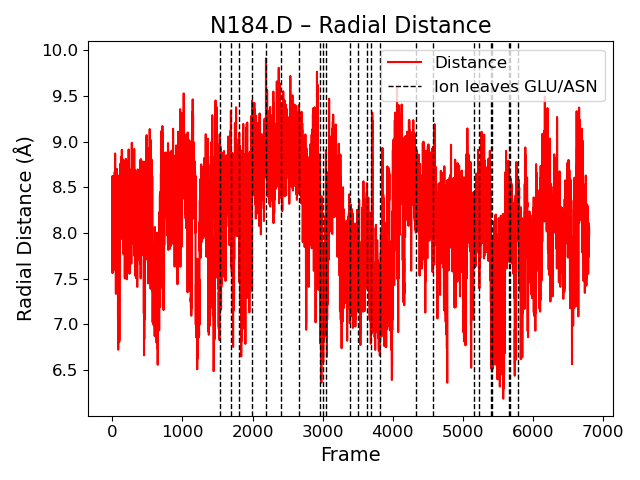 N184.D – Radial Distance
10.0
9.5
9.0
8.5
8.0
7.5
7.0
6.5
Radial Distance (Å)
Distance
Ion leaves GLU/ASN
0 1000 2000 3000 4000 5000 6000 7000
Frame